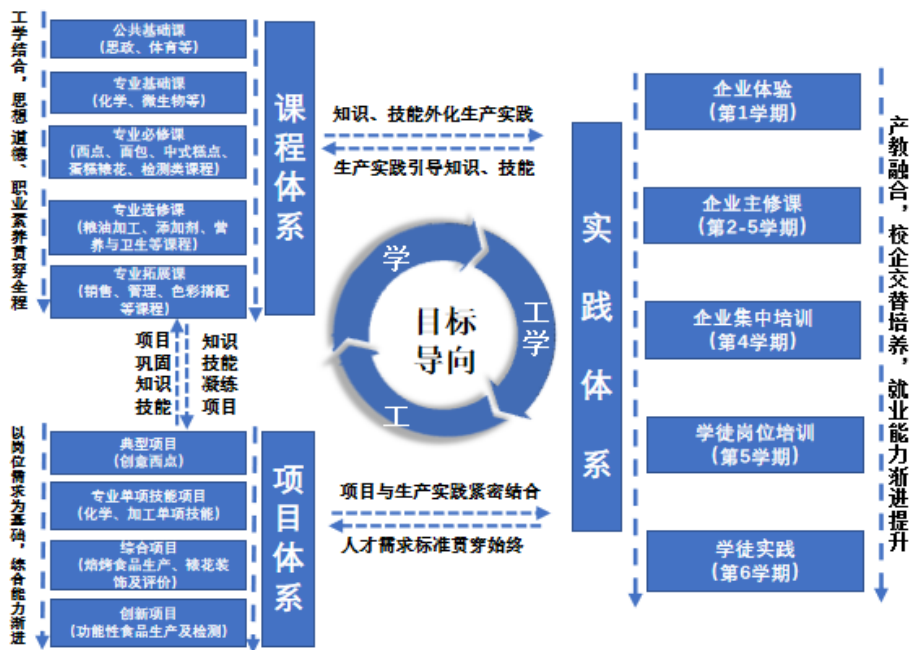 工学结合，思想道德、职业素养贯穿全程
公共基础课
(思政、体育等)
专业基础课
(化学、微生物等)
专业必修课
(西点、面包、中式糕点、
蛋糕裱花、检测类课程)
专业选修课
(粮油加工、添加剂、营
养与卫生等课程)
专业拓展课
(销售、管理、色彩搭配
等课程)
课程体系
知识、技能外化生产实践
生产实践引导知识、技能
学
工学
工
目标
导向
项目
巩固
知识
技能
知识
技能
凝练
项目
以岗位需求为基础，综合能力渐进
典型项目
(创意西点)
专业单项技能项目
(化学、加工单项技能)
综合项目
(焙烤食品生产、裱花装
饰及评价)
创新项目
(功能性食品生产及检测)
项目体系
项目与生产实践紧密结合
人才需求标准贯穿始终
实践体系
企业体验
(第1学期)
企业主修课
(第2-5学期)
企业集中培训
(第4学期)
学徒岗位培训
(第5学期)
学徒实践
(第6学期)
产教融合，校企交替培养，就业能力渐进提升